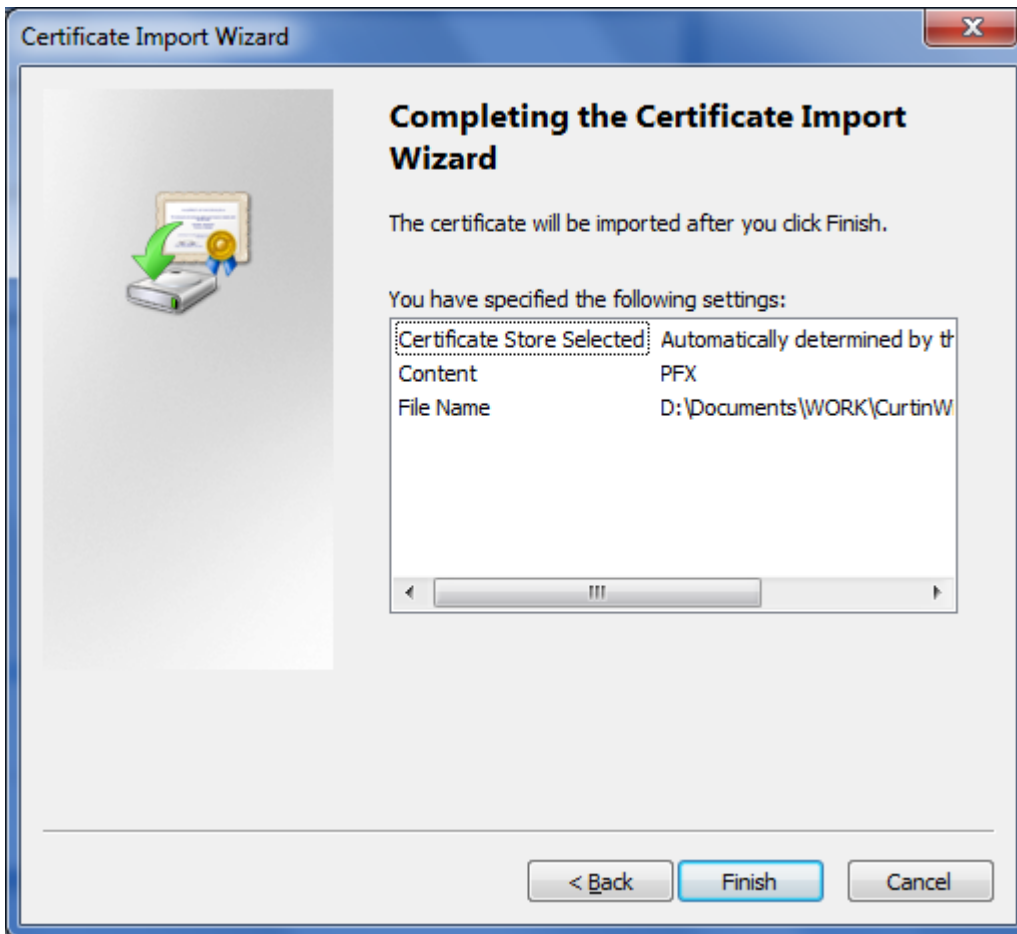 Certificate Import Wizard
Completing the Certificate Import
Wizard
The certificate will be imported after you click Finish.
You have specified the following settings:
Certificate Store Selected Automatically determined by th
Content PFX
File Name D:\Documents\WORK\CurtinW
< Back Finish Cancel